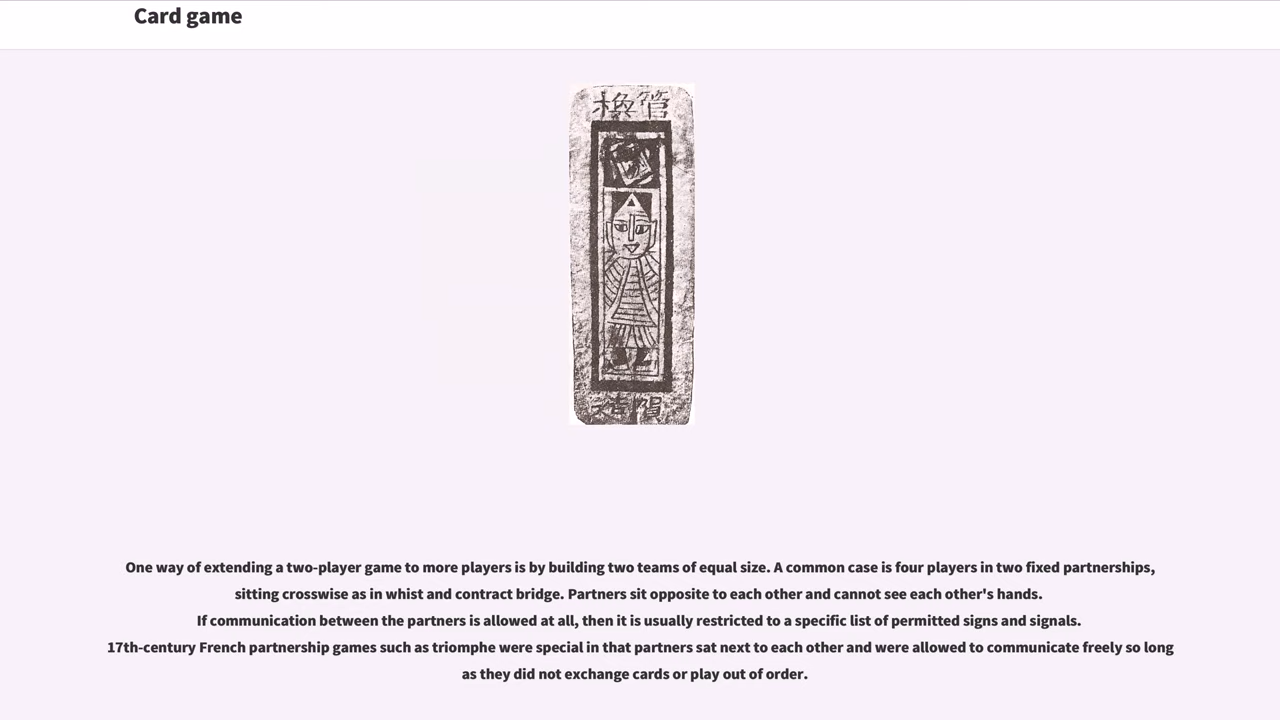 Card game
管換
賀造
One way of extending a two-player game to more players is by building two teams of equal size. A common case is four players in two fixed partnerships,
sitting crosswise as in whist and contract bridge. Partners sit opposite to each other and cannot see each other's hands.
If communication between the partners is allowed at all, then it is usually restricted to a specific list of permitted signs and signals.
17th-century French partnership games such as triomphe were special in that partners sat next to each other and were allowed to communicate freely so long
as they did not exchange cards or play out of order.